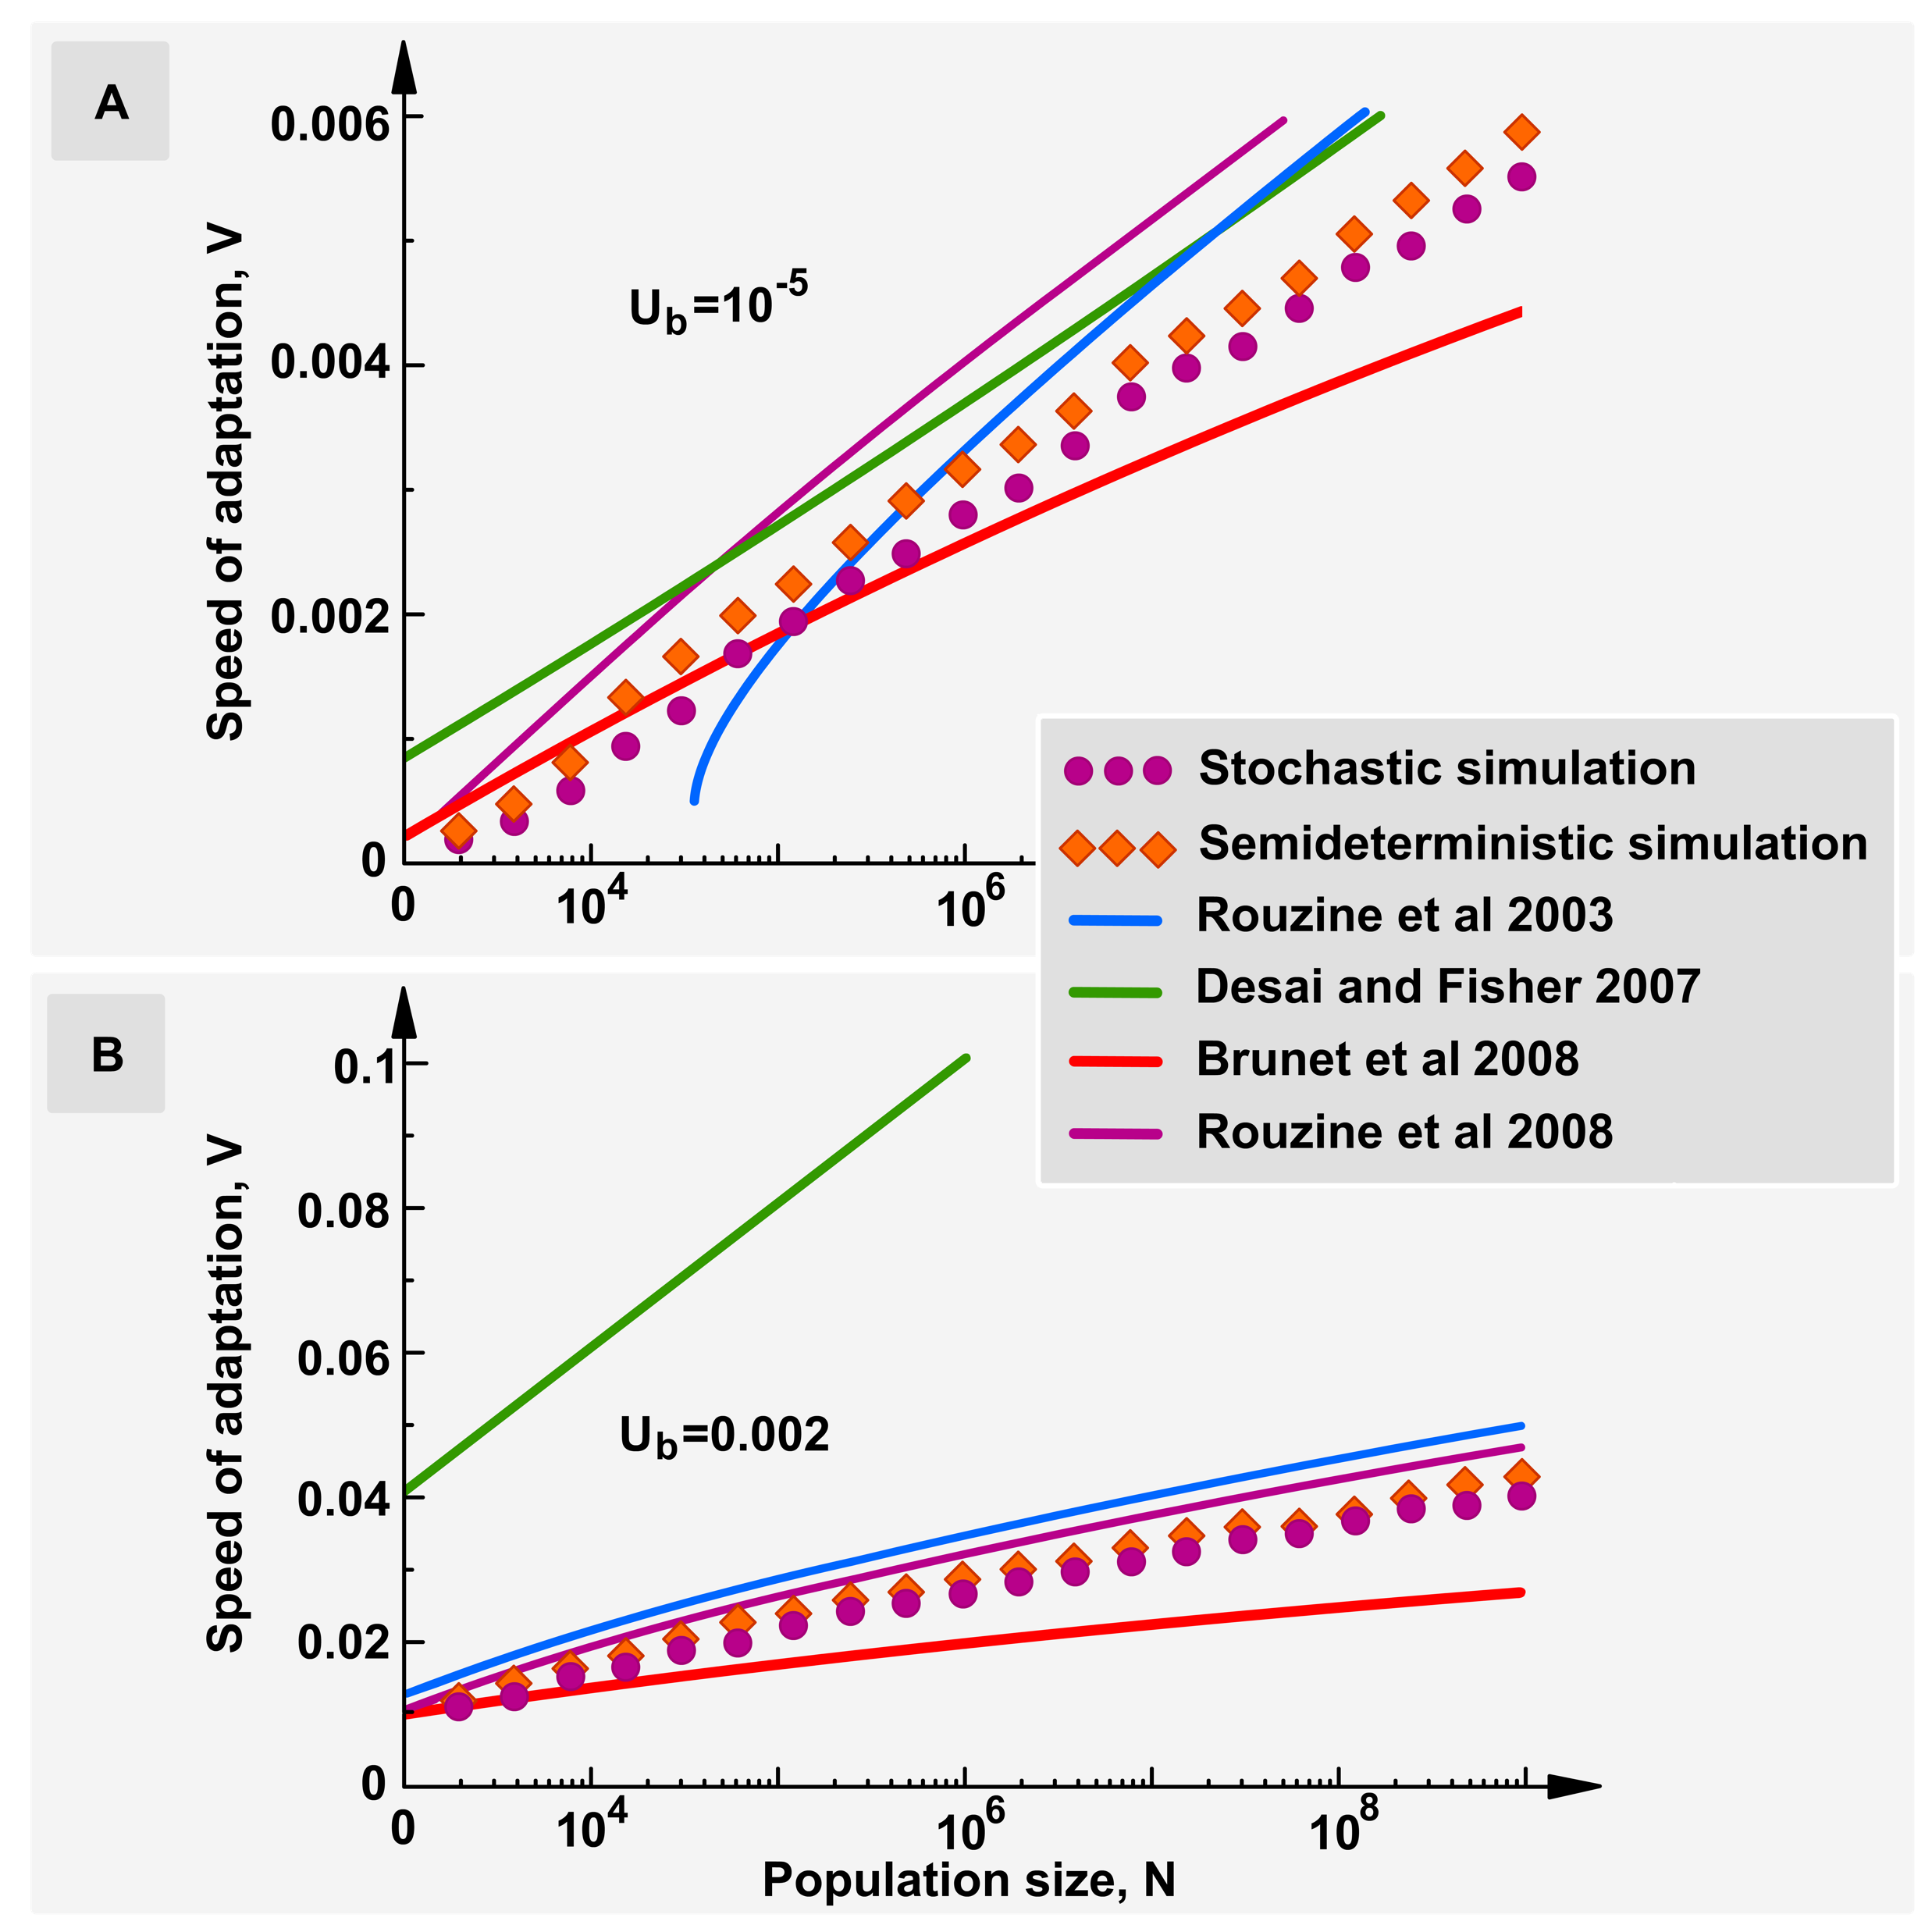 A
Speed of adaptation, V
0.006
0.004
0.002
0
U_b=10^-5
0
10^4
10^6
Stochastic simulation
Semideterministic simulation
Rouzine et al 2003
Desai and Fisher 2007
Brunet et al 2008
Rouzine et al 2008
B
Speed of adaptation, V
0.1
0.08
0.06
0.04
0.02
0
U_b=0.002
0
10^4
10^6
10^8
Population size, N